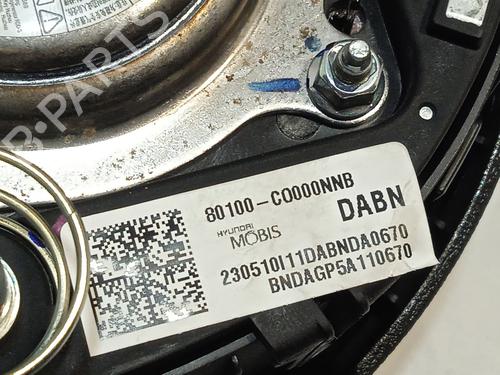 80100-C0000NNB
HYUNDAI
MOBIS
DABN
230510I11DABNDA0670
BNDAGP5A110670
B-PARTS